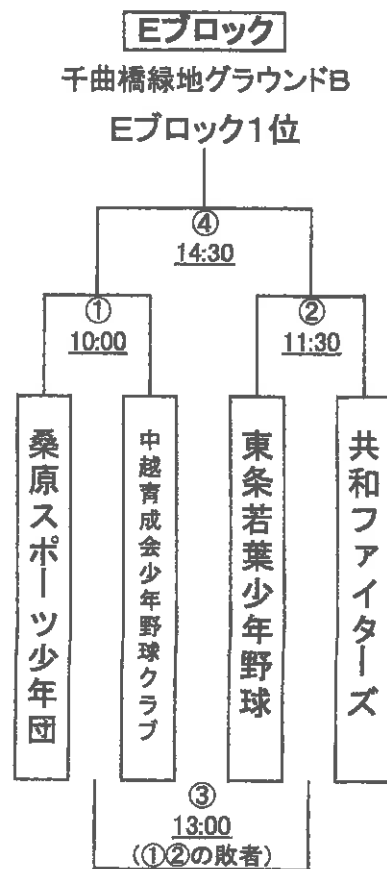 Eブロック
千曲橋緑地グラウンドB
Eブロック1位
④
14:30
①
10:00
②
11:30
桑原スポーツ少年団
中越育成会少年野球クラブ
東条若葉少年野球
共和ファイターズ
③
13:00
(①②の敗者)